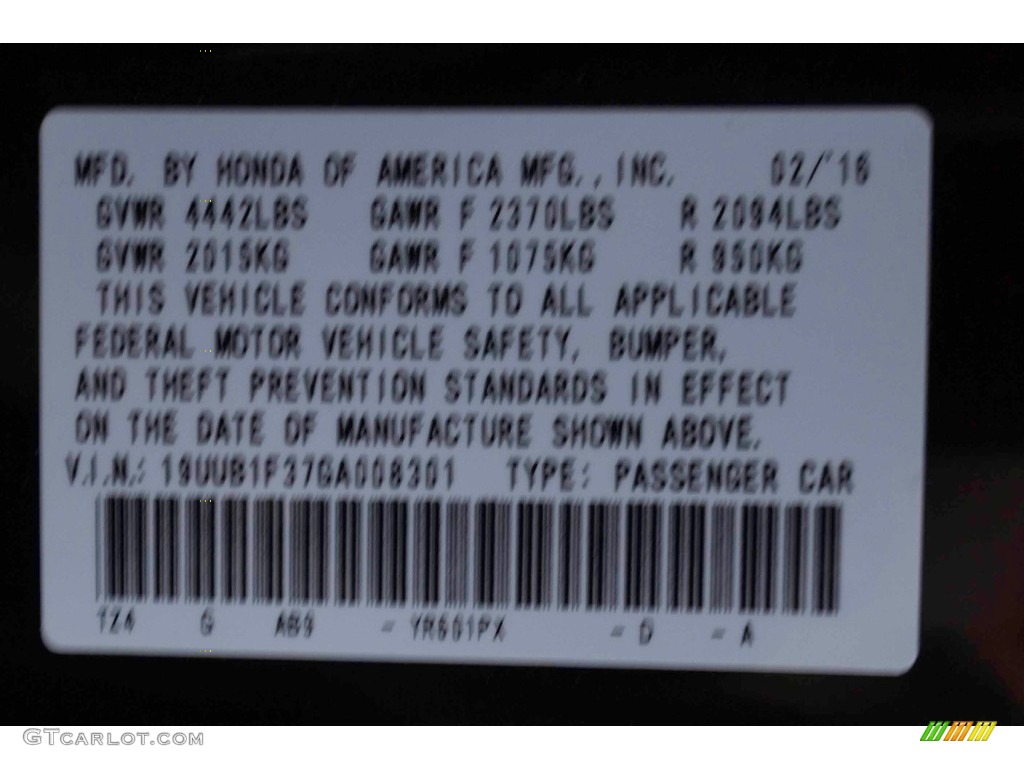 MFD. BY HONDA OF AMERICA MFG., INC. 02/'16
GVWR 4442LBS GAWR F 2370LBS R 2094LBS
GVWR 2015KG GAWR F 1075KG R 950KG
THIS VEHICLE CONFORMS TO ALL APPLICABLE
FEDERAL MOTOR VEHICLE SAFETY, BUMPER,
AND THEFT PREVENTION STANDARDS IN EFFECT
ON THE DATE OF MANUFACTURE SHOWN ABOVE.
V.I.N.: 19UUB1F37GA008301 TYPE: PASSENGER CAR
TZ4 G AB9 - YR601PX - D - A
GTCARLOT.COM